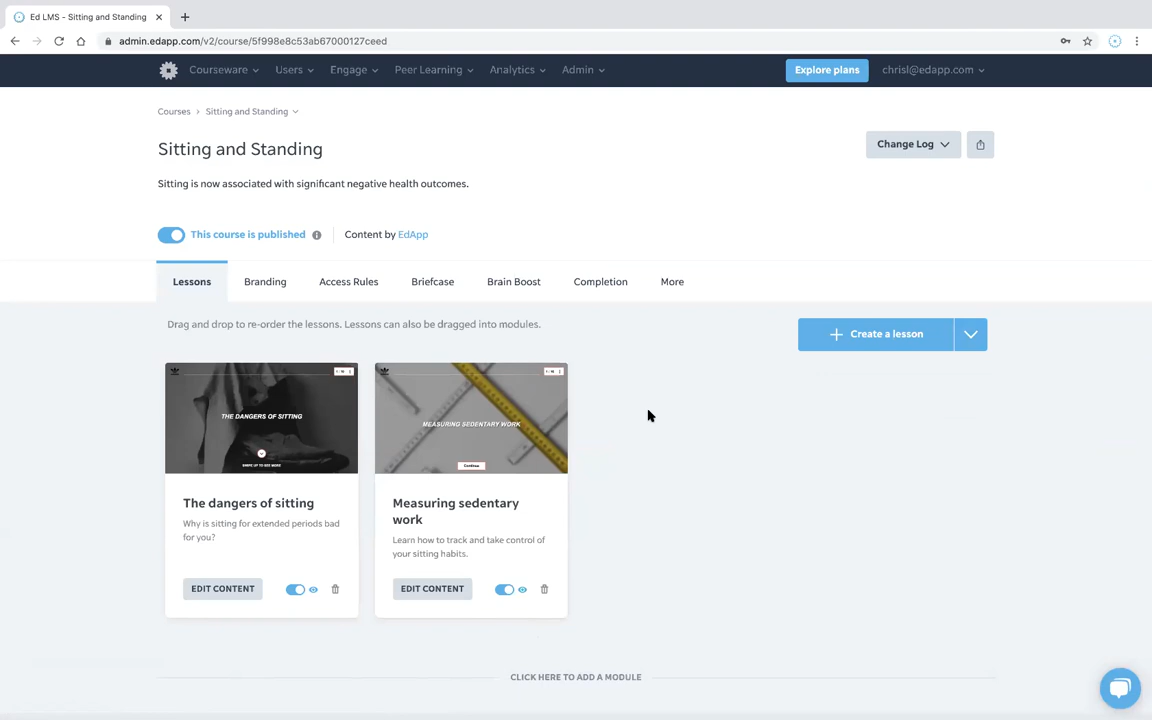 Ed LMS - Sitting and Standing
admin.edapp.com/v2/course/5f998e8c53ab67000127ceed
Courseware Users Engage Peer Learning Analytics Admin Explore plans chrisl@edapp.com
Courses > Sitting and Standing
Sitting and Standing
Change Log
Sitting is now associated with significant negative health outcomes.
This course is published Content by EdApp
Lessons Branding Access Rules Briefcase Brain Boost Completion More
Drag and drop to re-order the lessons. Lessons can also be dragged into modules.
+ Create a lesson
THE DANGERS OF SITTING
SWIPE UP TO SEE MORE
MEASURING SEDENTARY WORK
Continue
The dangers of sitting
Why is sitting for extended periods bad
for you?
EDIT CONTENT
Measuring sedentary
work
Learn how to track and take control of
your sitting habits.
EDIT CONTENT
CLICK HERE TO ADD A MODULE